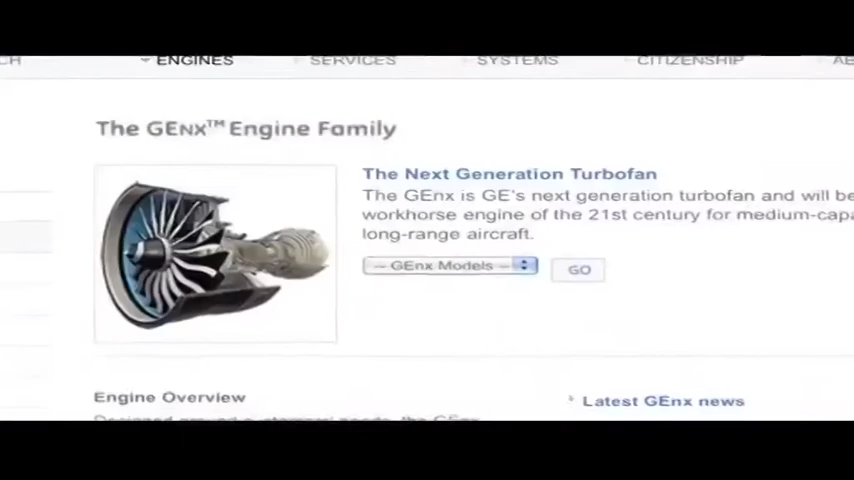 ENGINES SERVICES SYSTEMS CITIZENSHIP
The GEnx™ Engine Family
The Next Generation Turbofan
The GEnx is GE's next generation turbofan and will be
workhorse engine of the 21st century for medium-capa
long-range aircraft.
-- GEnx Models -- GO
Engine Overview
Latest GEnx news